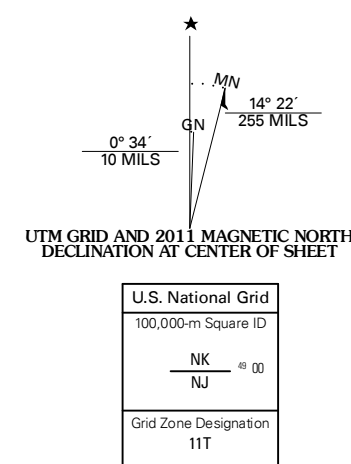 ★
MN
GN
14° 22´
255 MILS
0° 34´
10 MILS
UTM GRID AND 2011 MAGNETIC NORTH
DECLINATION AT CENTER OF SHEET
U.S. National Grid
100,000-m Square ID
NK
49 00
NJ
Grid Zone Designation
11T